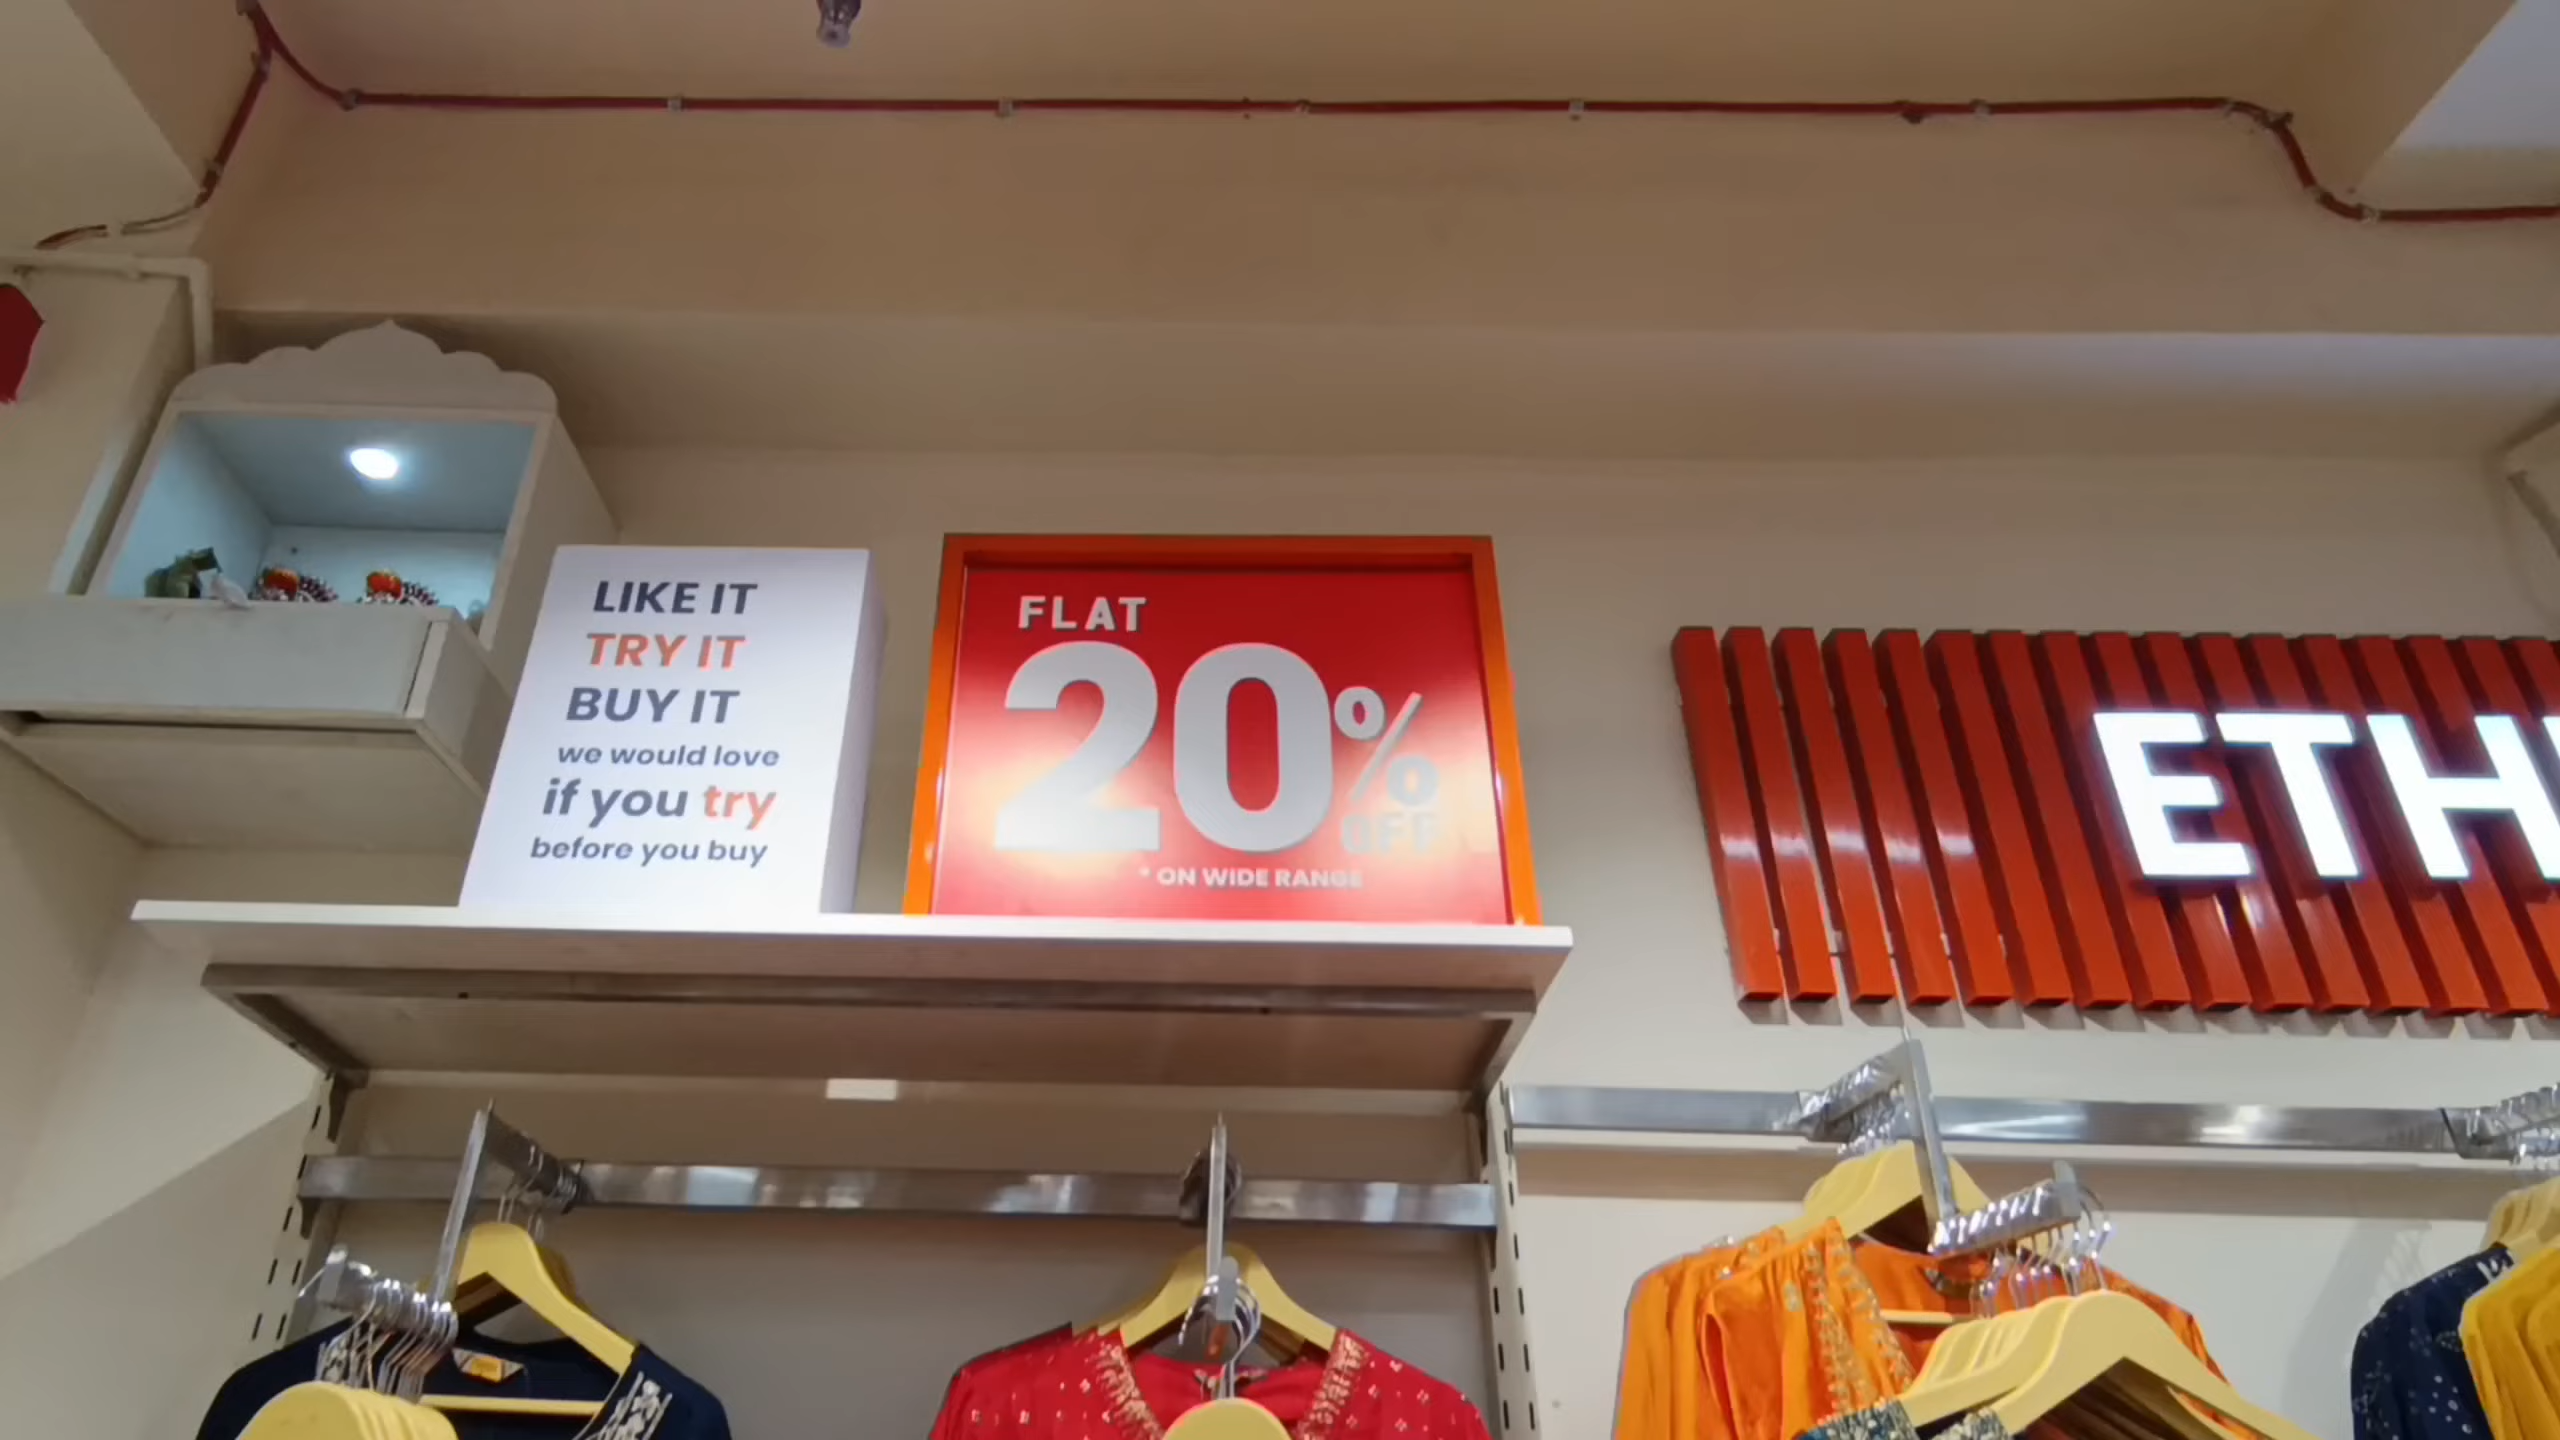 LIKE IT
TRY IT
BUY IT
we would love
if you try
before you buy
FLAT
20%
OFF
* ON WIDE RANGE
ETH